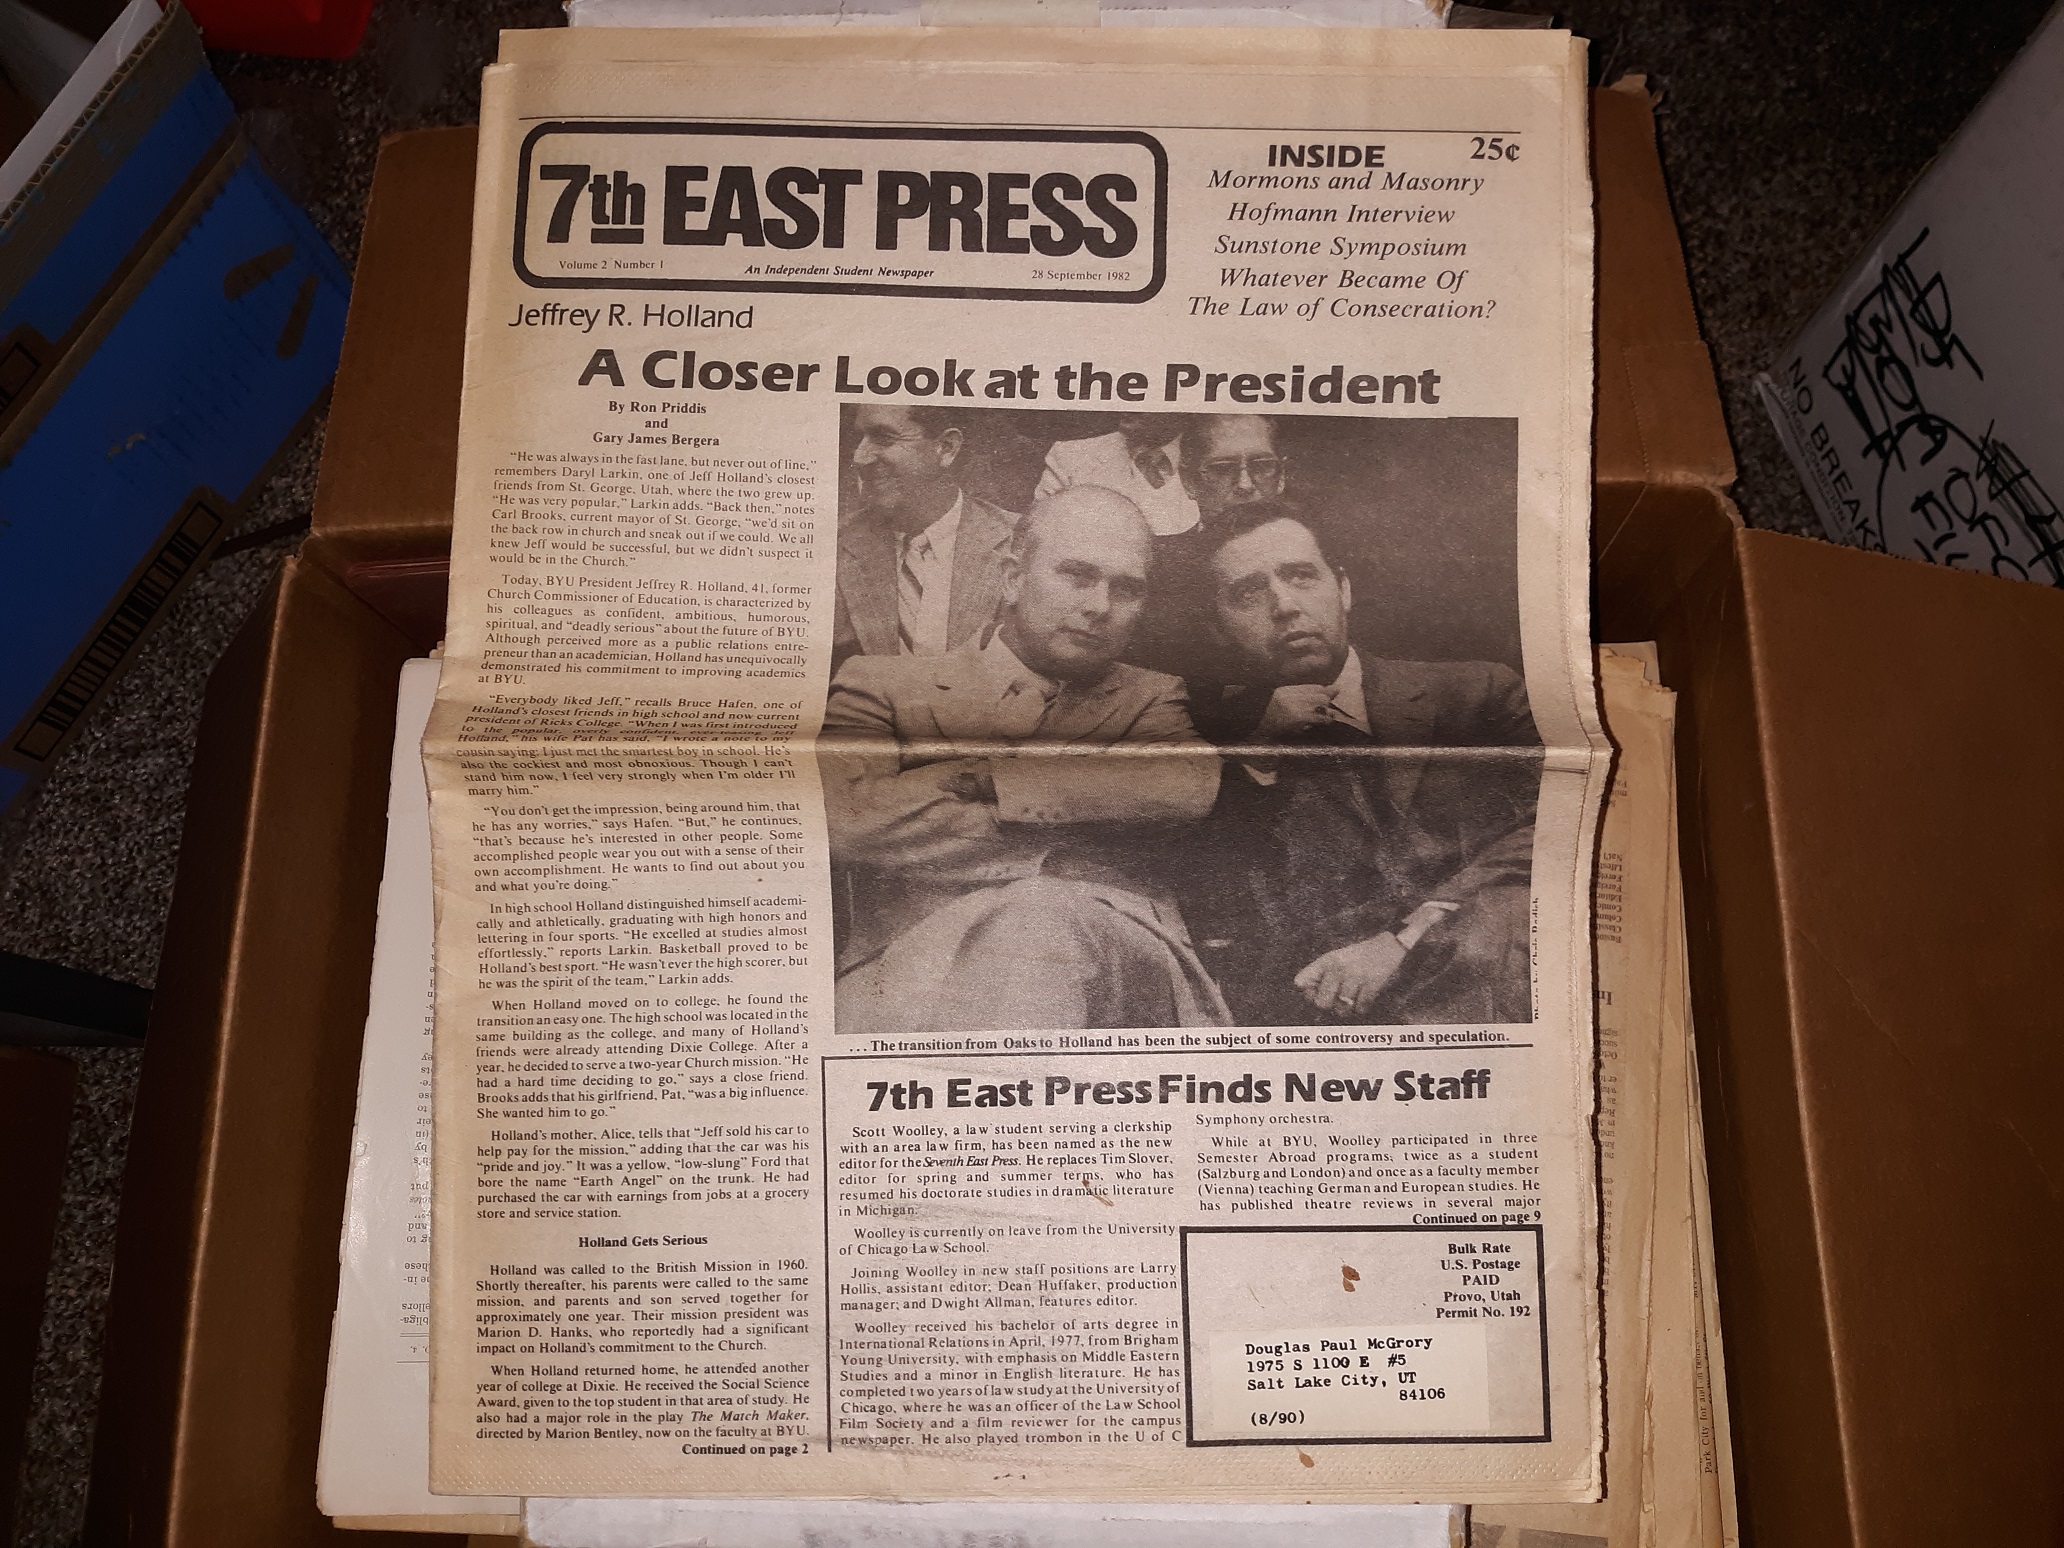 7th EAST PRESS
Volume 2 Number 1
An Independent Student Newspaper
28 September 1982
INSIDE
25¢
Mormons and Masonry
Hofmann Interview
Sunstone Symposium
Whatever Became Of
The Law of Consecration?
Jeffrey R. Holland
A Closer Look at the President
By Ron Priddis
and
Gary James Bergera
"He was always in the fast lane, but never out of line,"
remembers Daryl Larkin, one of Jeff Holland's closest
friends from St. George, Utah, where the two grew up.
"He was very popular," Larkin adds. "Back then," notes
Carl Brooks, current mayor of St. George, "we'd sit on
the back row in church and sneak out if we could. We all
knew Jeff would be successful, but we didn't suspect it
would be in the Church."
Today, BYU President Jeffrey R. Holland, 41, former
Church Commissioner of Education, is characterized by
his colleagues as confident, ambitious, humorous,
spiritual, and "deadly serious" about the future of BYU.
Although perceived more as a public relations entre-
preneur than an academician, Holland has unequivocally
demonstrated his commitment to improving academics
at BYU.
"Everybody liked Jeff," recalls Bruce Hafen, one of
Holland's closest friends in high school and now current
president of Ricks College. "When I was first introduced
to the popular, overly confident, ever-teasing Jeff
Holland," his wife Pat has said, "I wrote a note to my
cousin saying: I just met the smartest boy in school. He's
also the cockiest and most obnoxious. Though I can't
stand him now, I feel very strongly when I'm older I'll
marry him."
"You don't get the impression, being around him, that
he has any worries," says Hafen. "But," he continues,
"that's because he's interested in other people. Some
accomplished people wear you out with a sense of their
own accomplishment. He wants to find out about you
and what you're doing."
In high school Holland distinguished himself academi-
cally and athletically, graduating with high honors and
lettering in four sports. "He excelled at studies almost
effortlessly," reports Larkin. Basketball proved to be
Holland's best sport. "He wasn't ever the high scorer, but
he was the spirit of the team," Larkin adds.
When Holland moved on to college, he found the
transition an easy one. The high school was located in the
same building as the college, and many of Holland's
friends were already attending Dixie College. After a
year, he decided to serve a two-year Church mission. "He
had a hard time deciding to go," says a close friend.
Brooks adds that his girlfriend, Pat, "was a big influence.
She wanted him to go."
Holland's mother, Alice, tells that "Jeff sold his car to
help pay for the mission," adding that the car was his
"pride and joy." It was a yellow, "low-slung" Ford that
bore the name "Earth Angel" on the trunk. He had
purchased the car with earnings from jobs at a grocery
store and service station.
Holland Gets Serious
Holland was called to the British Mission in 1960.
Shortly thereafter, his parents were called to the same
mission, and parents and son served together for
approximately one year. Their mission president was
Marion D. Hanks, who reportedly had a significant
impact on Holland's commitment to the Church.
When Holland returned home, he attended another
year of college at Dixie. He received the Social Science
Award, given to the top student in that area of study. He
also had a major role in the play The Match Maker,
directed by Marion Bentley, now on the faculty at BYU.
Continued on page 2
... The transition from Oaks to Holland has been the subject of some controversy and speculation.
7th East Press Finds New Staff
Scott Woolley, a law student serving a clerkship
with an area law firm, has been named as the new
editor for the Seventh East Press. He replaces Tim Slover,
editor for spring and summer terms, who has
resumed his doctorate studies in dramatic literature
in Michigan.
Woolley is currently on leave from the University
of Chicago Law School.
Joining Woolley in new staff positions are Larry
Hollis, assistant editor; Dean Huffaker, production
manager; and Dwight Allman, features editor.
Woolley received his bachelor of arts degree in
International Relations in April, 1977, from Brigham
Young University, with emphasis on Middle Eastern
Studies and a minor in English literature. He has
completed two years of law study at the University of
Chicago, where he was an officer of the Law School
Film Society and a film reviewer for the campus
newspaper. He also played trombon in the U of C
Symphony orchestra.
While at BYU, Woolley participated in three
Semester Abroad programs; twice as a student
(Salzburg and London) and once as a faculty member
(Vienna) teaching German and European studies. He
has published theatre reviews in several major
Continued on page 9
Bulk Rate
U.S. Postage
PAID
Provo, Utah
Permit No. 192
Douglas Paul McGrory
1975 S 1100 E #5
Salt Lake City, UT
84106
(8/90)
NO BREAK